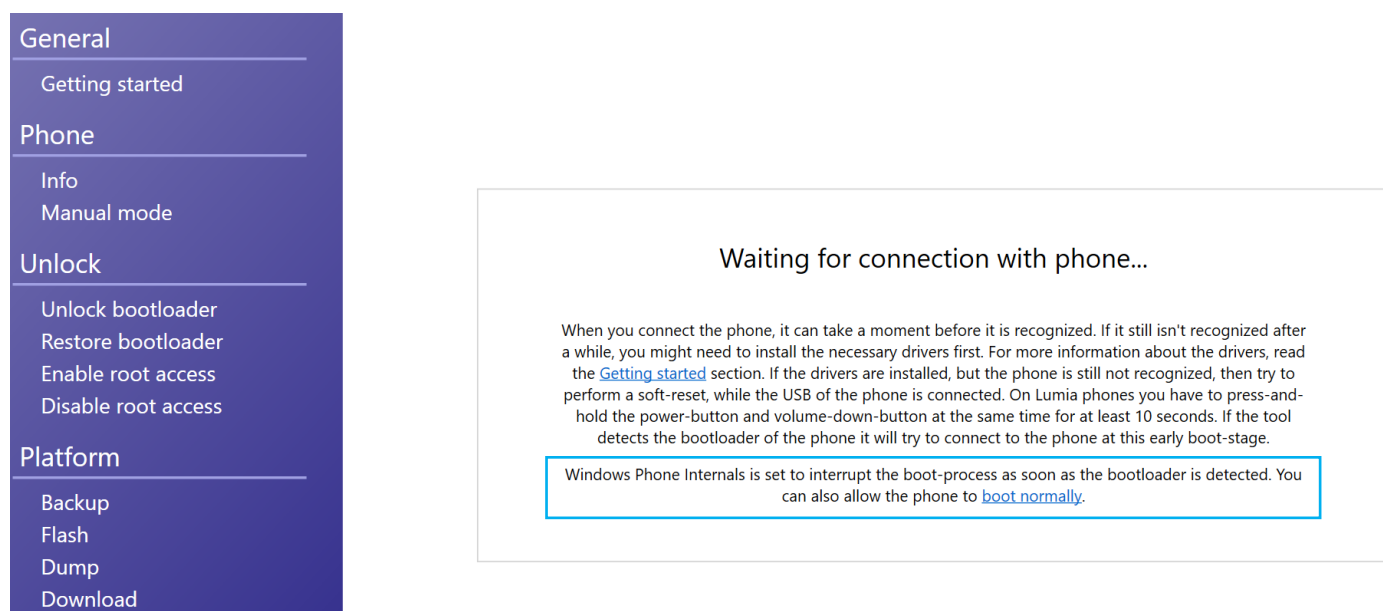 General
Getting started
Phone
Info
Manual mode
Unlock
Unlock bootloader
Restore bootloader
Enable root access
Disable root access
Platform
Backup
Flash
Dump
Download
Waiting for connection with phone...
When you connect the phone, it can take a moment before it is recognized. If it still isn't recognized after
a while, you might need to install the necessary drivers first. For more information about the drivers, read
the Getting started section. If the drivers are installed, but the phone is still not recognized, then try to
perform a soft-reset, while the USB of the phone is connected. On Lumia phones you have to press-and-
hold the power-button and volume-down-button at the same time for at least 10 seconds. If the tool
detects the bootloader of the phone it will try to connect to the phone at this early boot-stage.
Windows Phone Internals is set to interrupt the boot-process as soon as the bootloader is detected. You
can also allow the phone to boot normally.